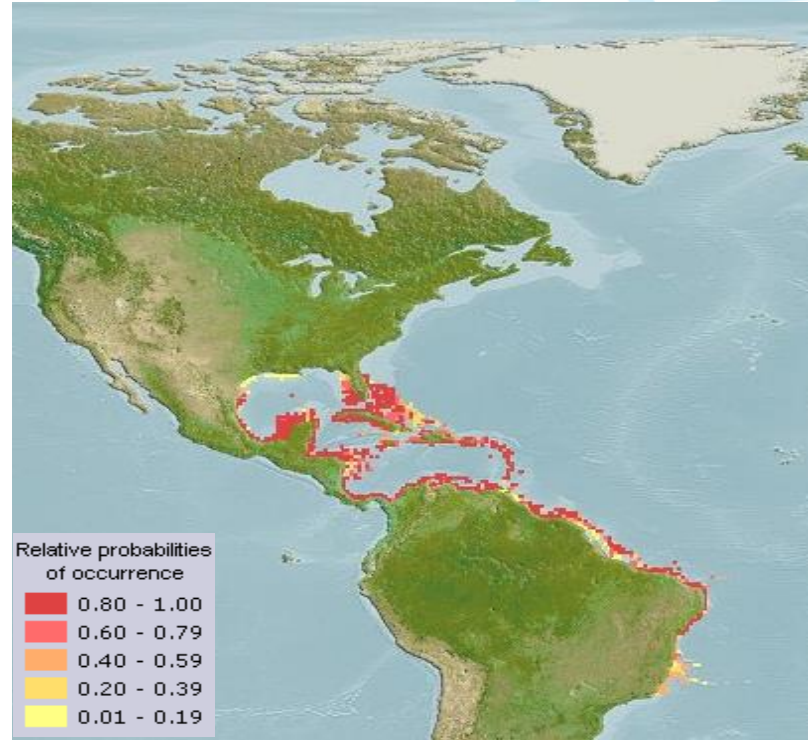 Relative probabilities
of occurrence
0.80 - 1.00
0.60 - 0.79
0.40 - 0.59
0.20 - 0.39
0.01 - 0.19